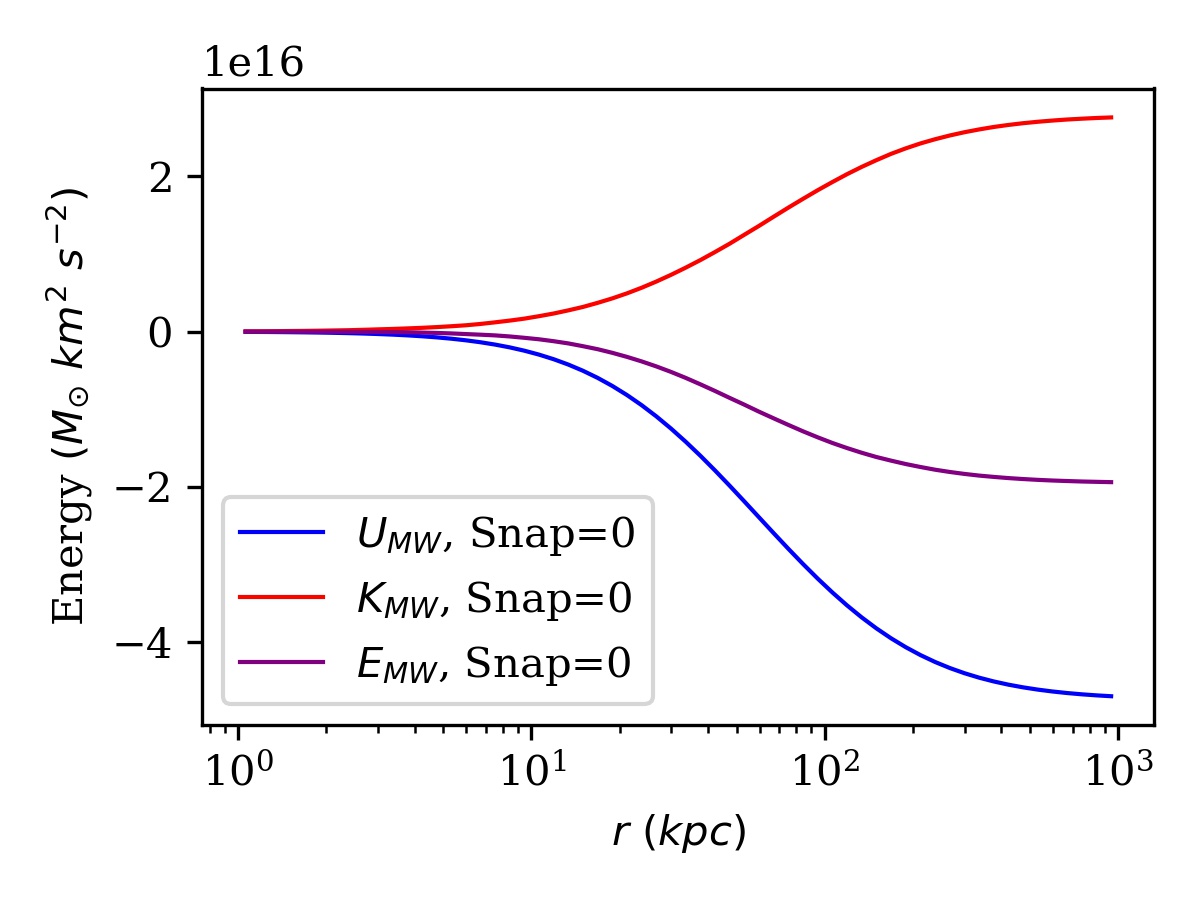 1e16
Energy (M⊙ km² s⁻²)
2
0
−2
−4
U_MW, Snap=0
K_MW, Snap=0
E_MW, Snap=0
10⁰ 10¹ 10² 10³
r (kpc)